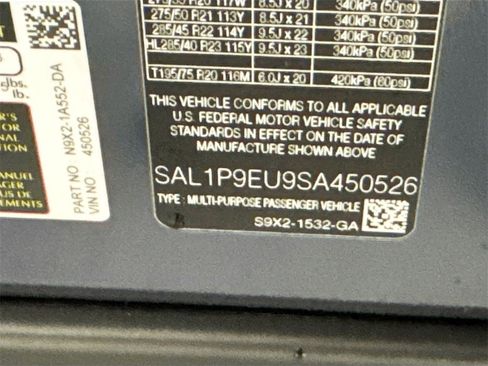 275/50 R21 113Y 8.5J x 21 340kPa (50psi)
285/45 R22 114Y 9.5J x 22 340kPa (50psi)
HL285/40 R23 115Y 9.5J x 23 340kPa (50psi)
T195/75 R20 116M 6.0J x 20 420kPa (60psi)
THIS VEHICLE CONFORMS TO ALL APPLICABLE
U.S. FEDERAL MOTOR VEHICLE SAFETY
STANDARDS IN EFFECT ON THE DATE OF
MANUFACTURE SHOWN ABOVE
SAL1P9EU9SA450526
TYPE : MULTI-PURPOSE PASSENGER VEHICLE
S9X2-1532-GA
PART NO N9X2-1A552-DA
VIN NO 450526
lb.
MANUEL